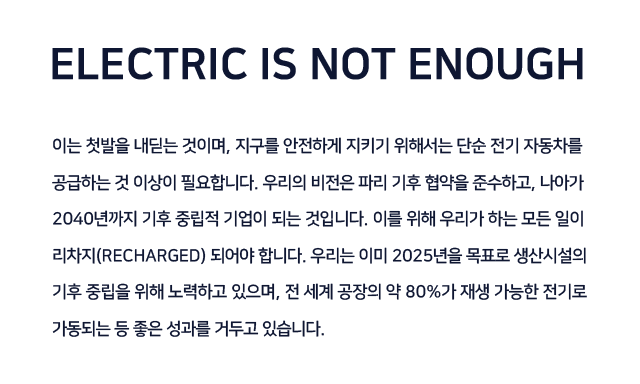 ELECTRIC IS NOT ENOUGH
이는 첫발을 내딛는 것이며, 지구를 안전하게 지키기 위해서는 단순 전기 자동차를
공급하는 것 이상이 필요합니다. 우리의 비전은 파리 기후 협약을 준수하고, 나아가
2040년까지 기후 중립적 기업이 되는 것입니다. 이를 위해 우리가 하는 모든 일이
리차지(RECHARGED) 되어야 합니다. 우리는 이미 2025년을 목표로 생산시설의
기후 중립을 위해 노력하고 있으며, 전 세계 공장의 약 80%가 재생 가능한 전기로
가동되는 등 좋은 성과를 거두고 있습니다.